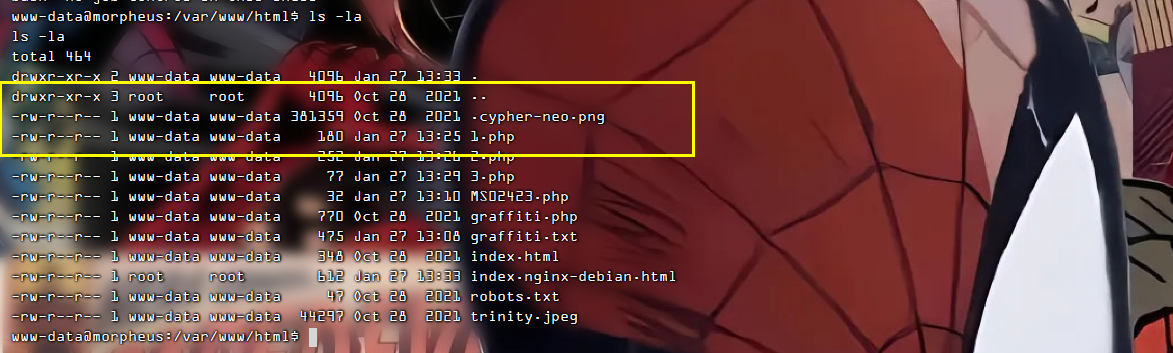 www-data@morpheus:/var/www/html$ ls -la
ls -la
total 464
drwxr-xr-x 2 www-data www-data   4096 Jan 27 13:33 .
drwxr-xr-x 3 root     root       4096 Oct 28  2021 ..
-rw-r--r-- 1 www-data www-data 381359 Oct 28  2021 .cypher-neo.png
-rw-r--r-- 1 www-data www-data    180 Jan 27 13:25 1.php
-rw-r--r-- 1 www-data www-data    252 Jan 27 13:26 2.php
-rw-r--r-- 1 www-data www-data     77 Jan 27 13:29 3.php
-rw-r--r-- 1 www-data www-data     32 Jan 27 13:10 MS02423.php
-rw-r--r-- 1 www-data www-data    770 Oct 28  2021 graffiti.php
-rw-r--r-- 1 www-data www-data    475 Jan 27 13:08 graffiti.txt
-rw-r--r-- 1 www-data www-data    348 Oct 28  2021 index.html
-rw-r--r-- 1 root     root        612 Jan 27 13:33 index.nginx-debian.html
-rw-r--r-- 1 www-data www-data     47 Oct 28  2021 robots.txt
-rw-r--r-- 1 www-data www-data  44297 Oct 28  2021 trinity.jpeg
www-data@morpheus:/var/www/html$